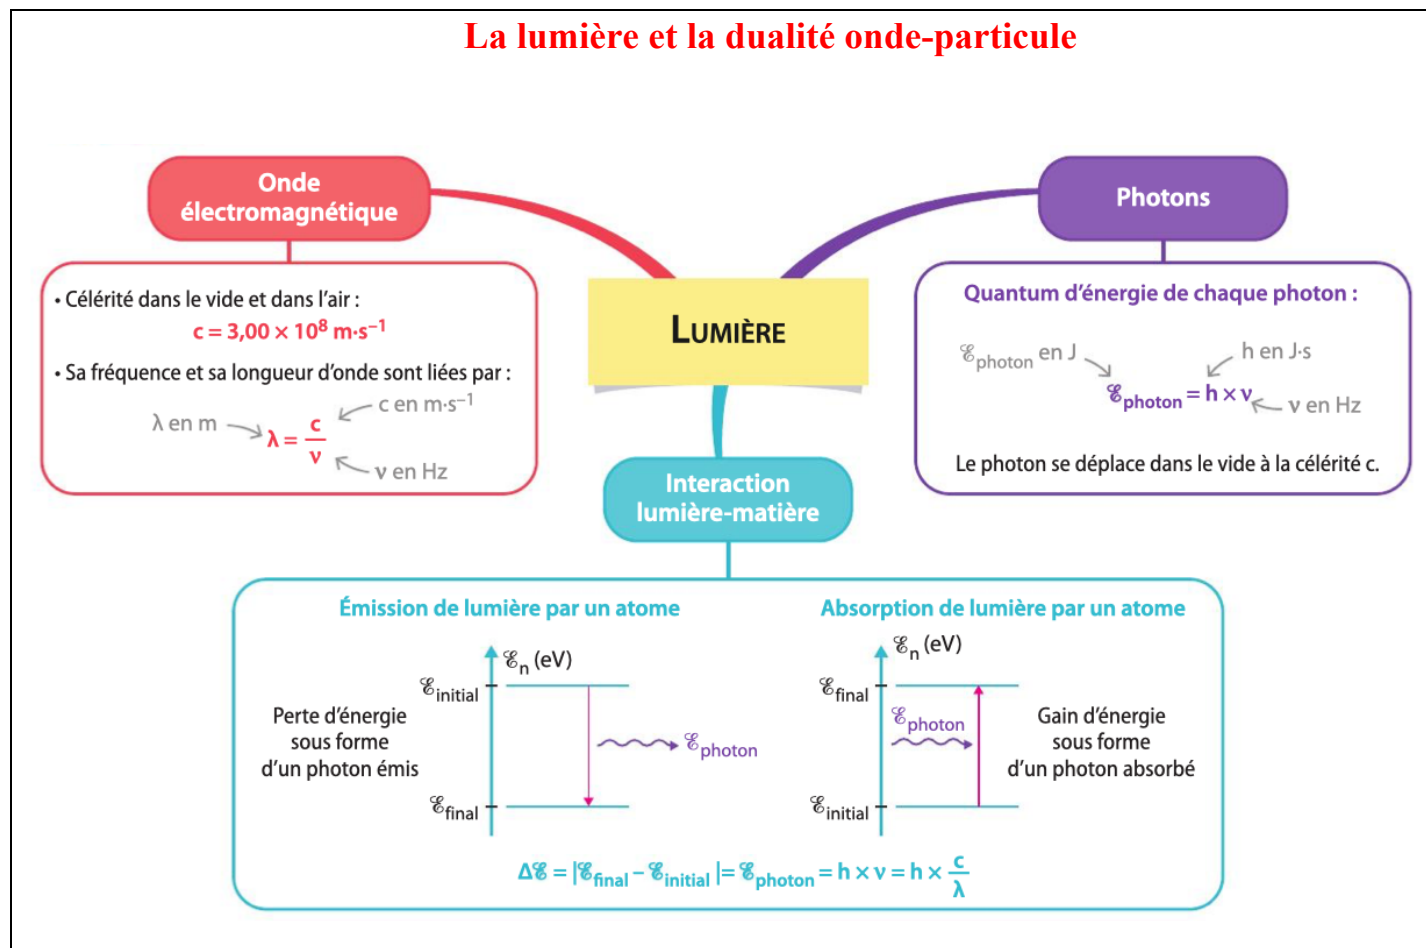 La lumière et la dualité onde-particule
Onde
électromagnétique
• Célérité dans le vide et dans l'air :
c = 3,00 × 10⁸ m·s⁻¹
• Sa fréquence et sa longueur d'onde sont liées par :
λ en m
λ = c/ν
c en m·s⁻¹
ν en Hz
LUMIÈRE
Photons
Quantum d'énergie de chaque photon :
ℰphoton en J
h en J·s
ℰphoton = h × ν
ν en Hz
Le photon se déplace dans le vide à la célérité c.
Interaction
lumière-matière
Émission de lumière par un atome
ℰn (eV)
ℰinitial
Perte d'énergie
sous forme
d'un photon émis
ℰphoton
ℰfinal
Absorption de lumière par un atome
ℰn (eV)
ℰfinal
ℰphoton
Gain d'énergie
sous forme
d'un photon absorbé
ℰinitial
Δℰ = |ℰfinal – ℰinitial | = ℰphoton = h × ν = h × c/λ